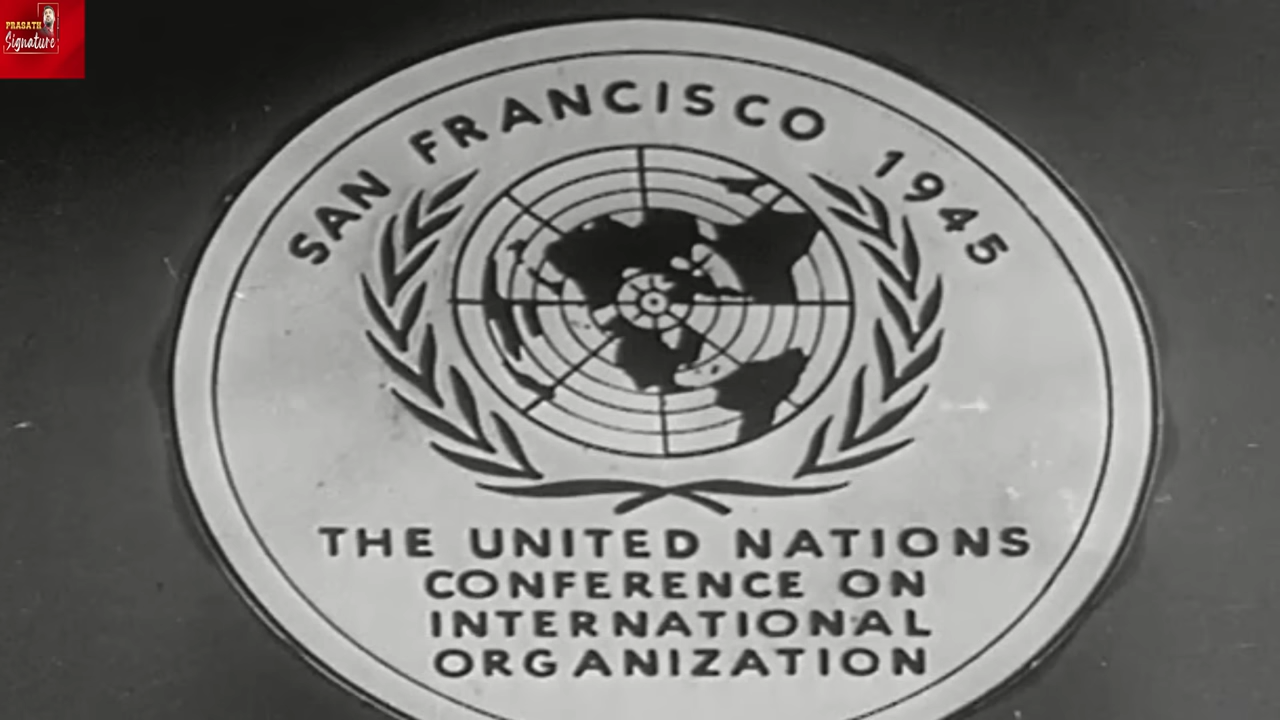 PRASATH
Signature
SAN FRANCISCO 1945
THE UNITED NATIONS
CONFERENCE ON
INTERNATIONAL
ORGANIZATION